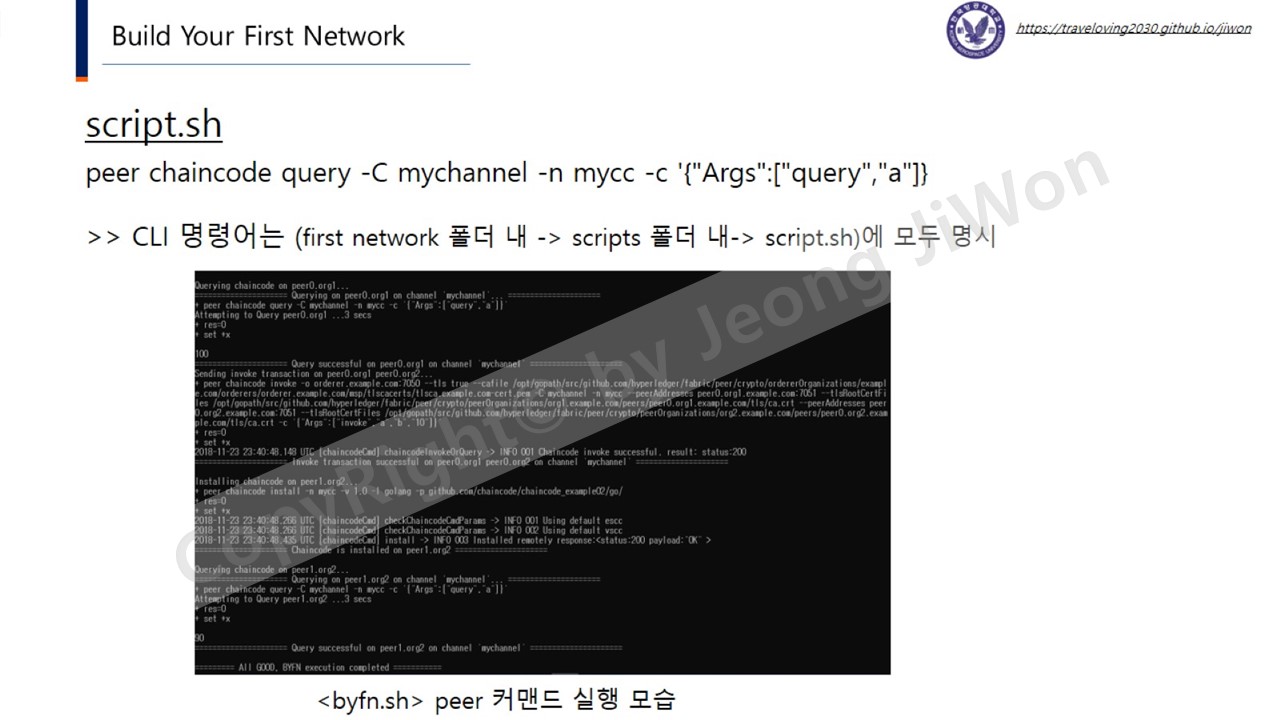 Build Your First Network
https://traveloving2030.github.io/jiwon
script.sh
peer chaincode query -C mychannel -n mycc -c '{"Args":["query","a"]}
>> CLI 명령어는 (first network 폴더 내 -> scripts 폴더 내-> script.sh)에 모두 명시
Querying chaincode on peer0.org1...
===================== Querying on peer0.org1 on channel 'mychannel'... =====================
+ peer chaincode query -C mychannel -n mycc -c '{"Args":["query","a"]}'
Attempting to Query peer0.org1 ...3 secs
+ res=0
+ set +x
100
===================== Query successful on peer0.org1 on channel 'mychannel' =====================
Sending invoke transaction on peer0.org1 peer0.org2...
+ peer chaincode invoke -o orderer.example.com:7050 --tls true --cafile /opt/gopath/src/github.com/hyperledger/fabric/peer/crypto/ordererOrganizations/exampl
e.com/orderers/orderer.example.com/msp/tlscacerts/tlsca.example.com-cert.pem -C mychannel -n mycc --peerAddresses peer0.org1.example.com:7051 --tlsRootCertFi
les /opt/gopath/src/github.com/hyperledger/fabric/peer/crypto/peerOrganizations/org1.example.com/peers/peer0.org1.example.com/tls/ca.crt --peerAddresses peer
0.org2.example.com:7051 --tlsRootCertFiles /opt/gopath/src/github.com/hyperledger/fabric/peer/crypto/peerOrganizations/org2.example.com/peers/peer0.org2.exam
ple.com/tls/ca.crt -c '{"Args":["invoke","a","b","10"]}'
+ res=0
+ set +x
2018-11-23 23:40:48.148 UTC [chaincodeCmd] chaincodeInvokeOrQuery -> INFO 001 Chaincode invoke successful. result: status:200
===================== Invoke transaction successful on peer0.org1 peer0.org2 on channel 'mychannel' =====================
Installing chaincode on peer1.org2...
+ peer chaincode install -n mycc -v 1.0 -l golang -p github.com/chaincode/chaincode_example02/go/
+ res=0
+ set +x
2018-11-23 23:40:48.266 UTC [chaincodeCmd] checkChaincodeCmdParams -> INFO 001 Using default escc
2018-11-23 23:40:48.266 UTC [chaincodeCmd] checkChaincodeCmdParams -> INFO 002 Using default vscc
2018-11-23 23:40:48.435 UTC [chaincodeCmd] install -> INFO 003 Installed remotely response:<status:200 payload:"OK" >
===================== Chaincode is installed on peer1.org2 =====================
Querying chaincode on peer1.org2...
===================== Querying on peer1.org2 on channel 'mychannel'... =====================
+ peer chaincode query -C mychannel -n mycc -c '{"Args":["query","a"]}'
Attempting to Query peer1.org2 ...3 secs
+ res=0
+ set +x
90
===================== Query successful on peer1.org2 on channel 'mychannel' =====================
========= All GOOD, BYFN execution completed ===========
CopyRight@ by Jeong JiWon
<byfn.sh> peer 커맨드 실행 모습